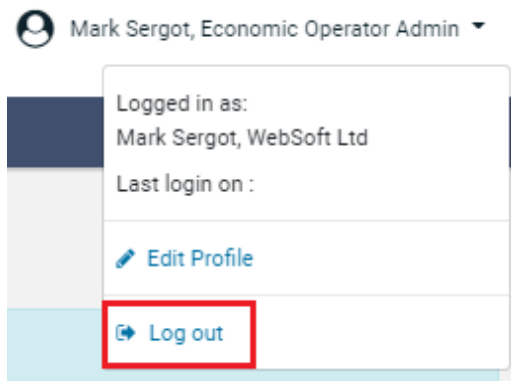 Mark Sergot, Economic Operator Admin
Logged in as:
Mark Sergot, WebSoft Ltd
Last login on :
Edit Profile
Log out